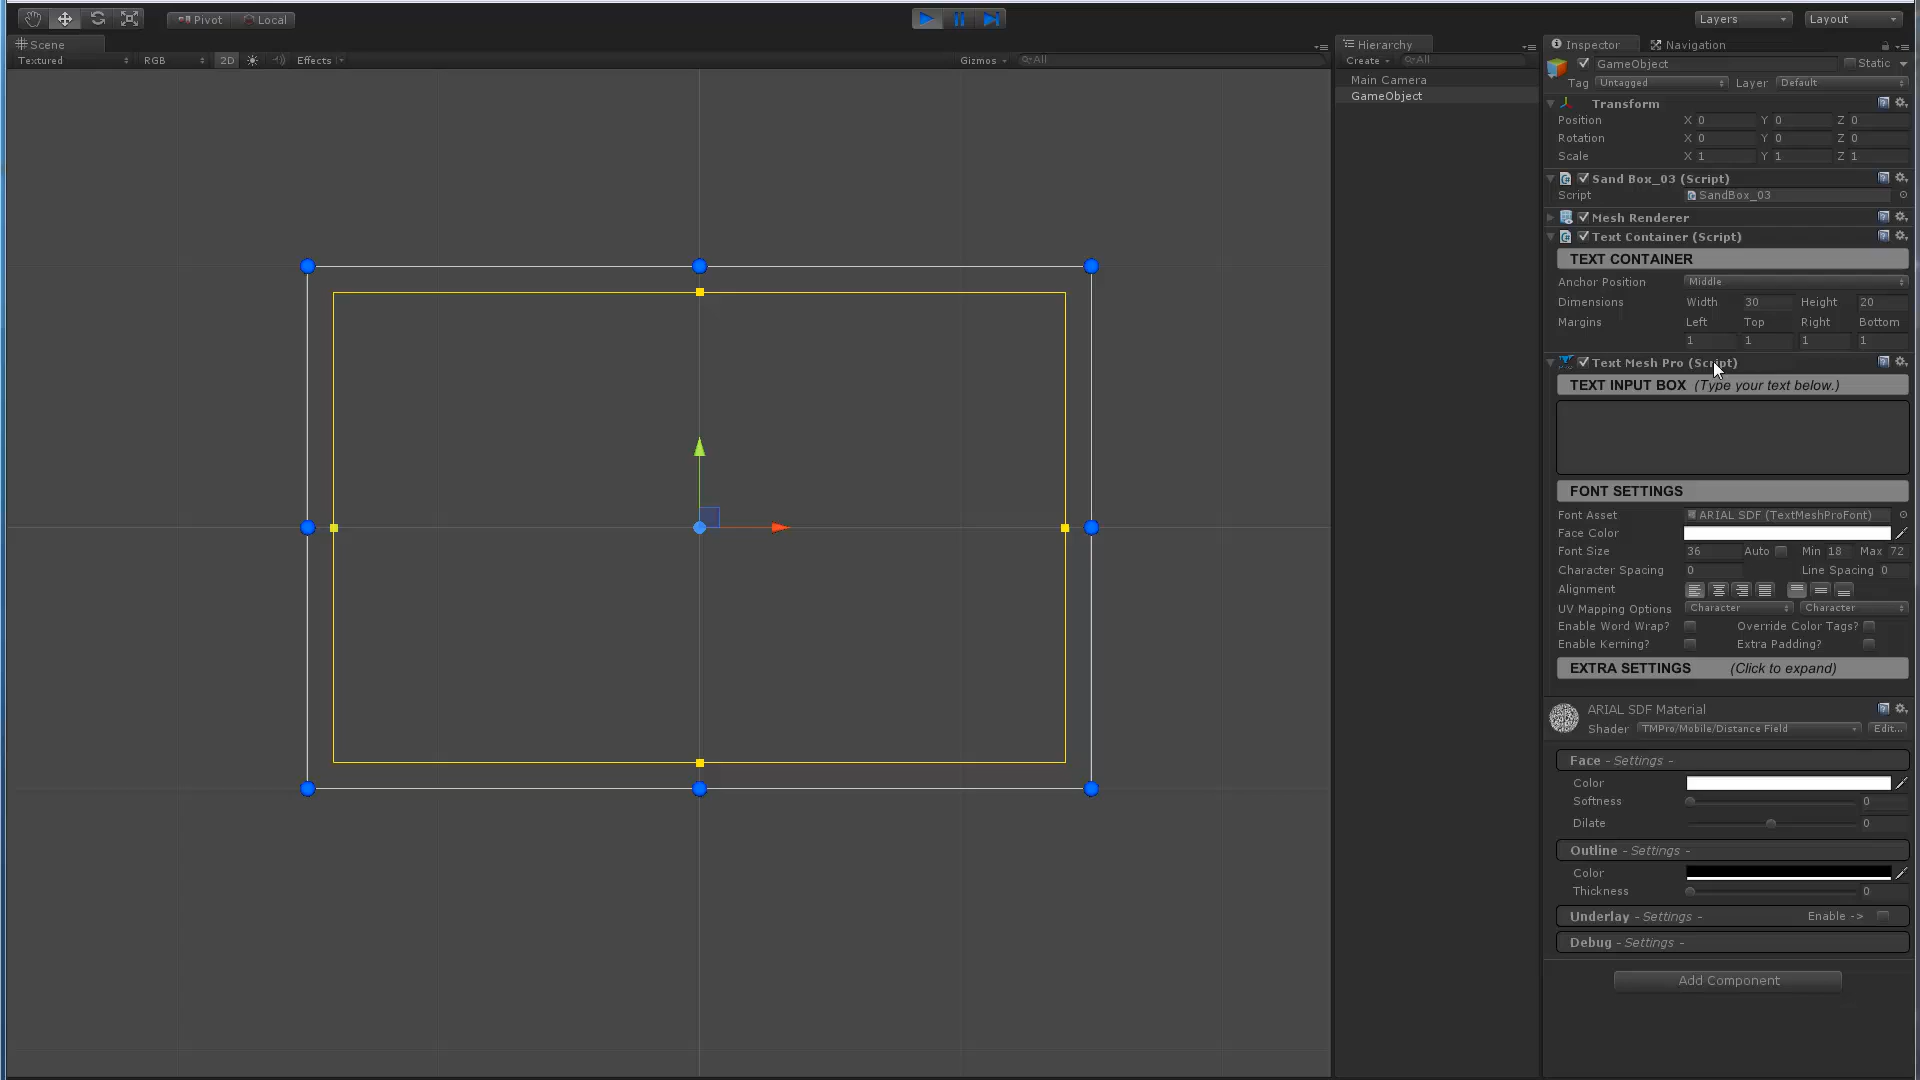 Pivot Local Layers Layout
Scene Hierarchy Inspector Navigation
Textured RGB 2D Effects Gizmos All
Create All
Main Camera
GameObject
GameObject Static
Tag Untagged Layer Default
Transform
Position X 0 Y 0 Z 0
Rotation X 0 Y 0 Z 0
Scale X 1 Y 1 Z 1
Sand Box_03 (Script)
Script SandBox_03
Mesh Renderer
Text Container (Script)
TEXT CONTAINER
Anchor Position Middle
Dimensions Width 30 Height 20
Margins Left Top Right Bottom
1 1 1 1
Text Mesh Pro (Script)
TEXT INPUT BOX (Type your text below.)
FONT SETTINGS
Font Asset ARIAL SDF (TextMeshProFont)
Face Color
Font Size 36 Auto Min 18 Max 72
Character Spacing 0 Line Spacing 0
Alignment
UV Mapping Options Character Character
Enable Word Wrap? Override Color Tags?
Enable Kerning? Extra Padding?
EXTRA SETTINGS (Click to expand)
ARIAL SDF Material
Shader TMPro/Mobile/Distance Field Edit...
Face - Settings -
Color
Softness 0
Dilate 0
Outline - Settings -
Color
Thickness 0
Underlay - Settings - Enable ->
Debug - Settings -
Add Component